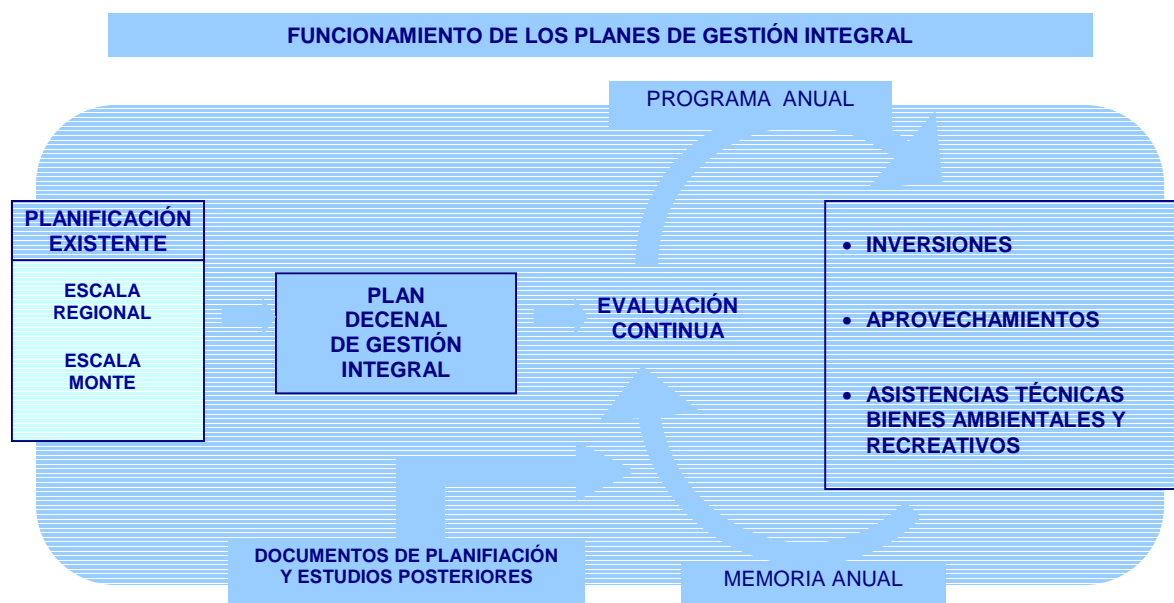 FUNCIONAMIENTO DE LOS PLANES DE GESTIÓN INTEGRAL
PROGRAMA ANUAL
PLANIFICACIÓN
EXISTENTE
ESCALA
REGIONAL
ESCALA
MONTE
PLAN
DECENAL
DE GESTIÓN
INTEGRAL
EVALUACIÓN
CONTINUA
• INVERSIONES
• APROVECHAMIENTOS
• ASISTENCIAS TÉCNICAS
BIENES AMBIENTALES Y
RECREATIVOS
DOCUMENTOS DE PLANIFIACIÓN
Y ESTUDIOS POSTERIORES
MEMORIA ANUAL